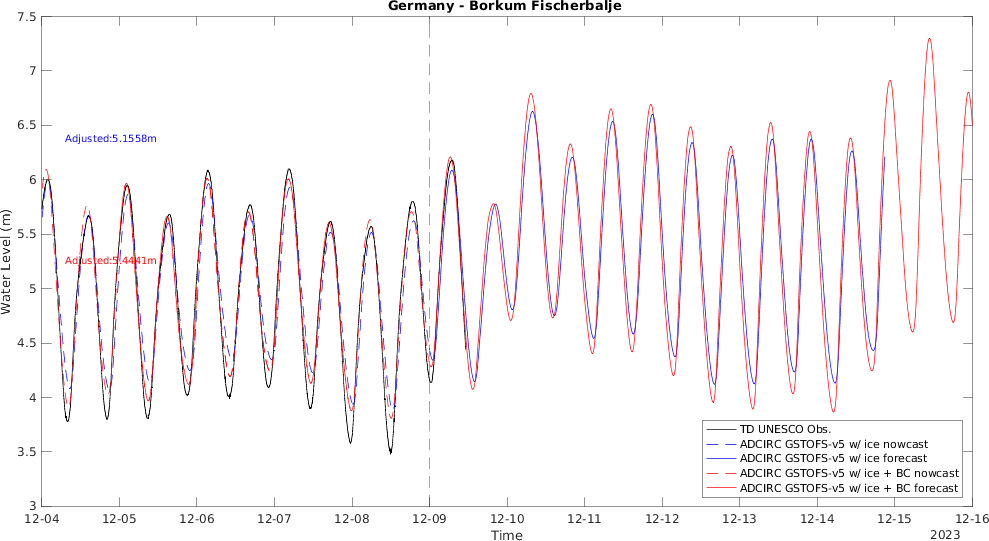 Germany - Borkum Fischerbalje
7.5
7
6.5
6
5.5
5
4.5
4
3.5
3
Water Level (m)
Adjusted:5.1558m
Adjusted:5.4441m
TD UNESCO Obs.
ADCIRC GSTOFS-v5 w/ ice nowcast
ADCIRC GSTOFS-v5 w/ ice forecast
ADCIRC GSTOFS-v5 w/ ice + BC nowcast
ADCIRC GSTOFS-v5 w/ ice + BC forecast
12-04 12-05 12-06 12-07 12-08 12-09 12-10 12-11 12-12 12-13 12-14 12-15 12-16
Time
2023